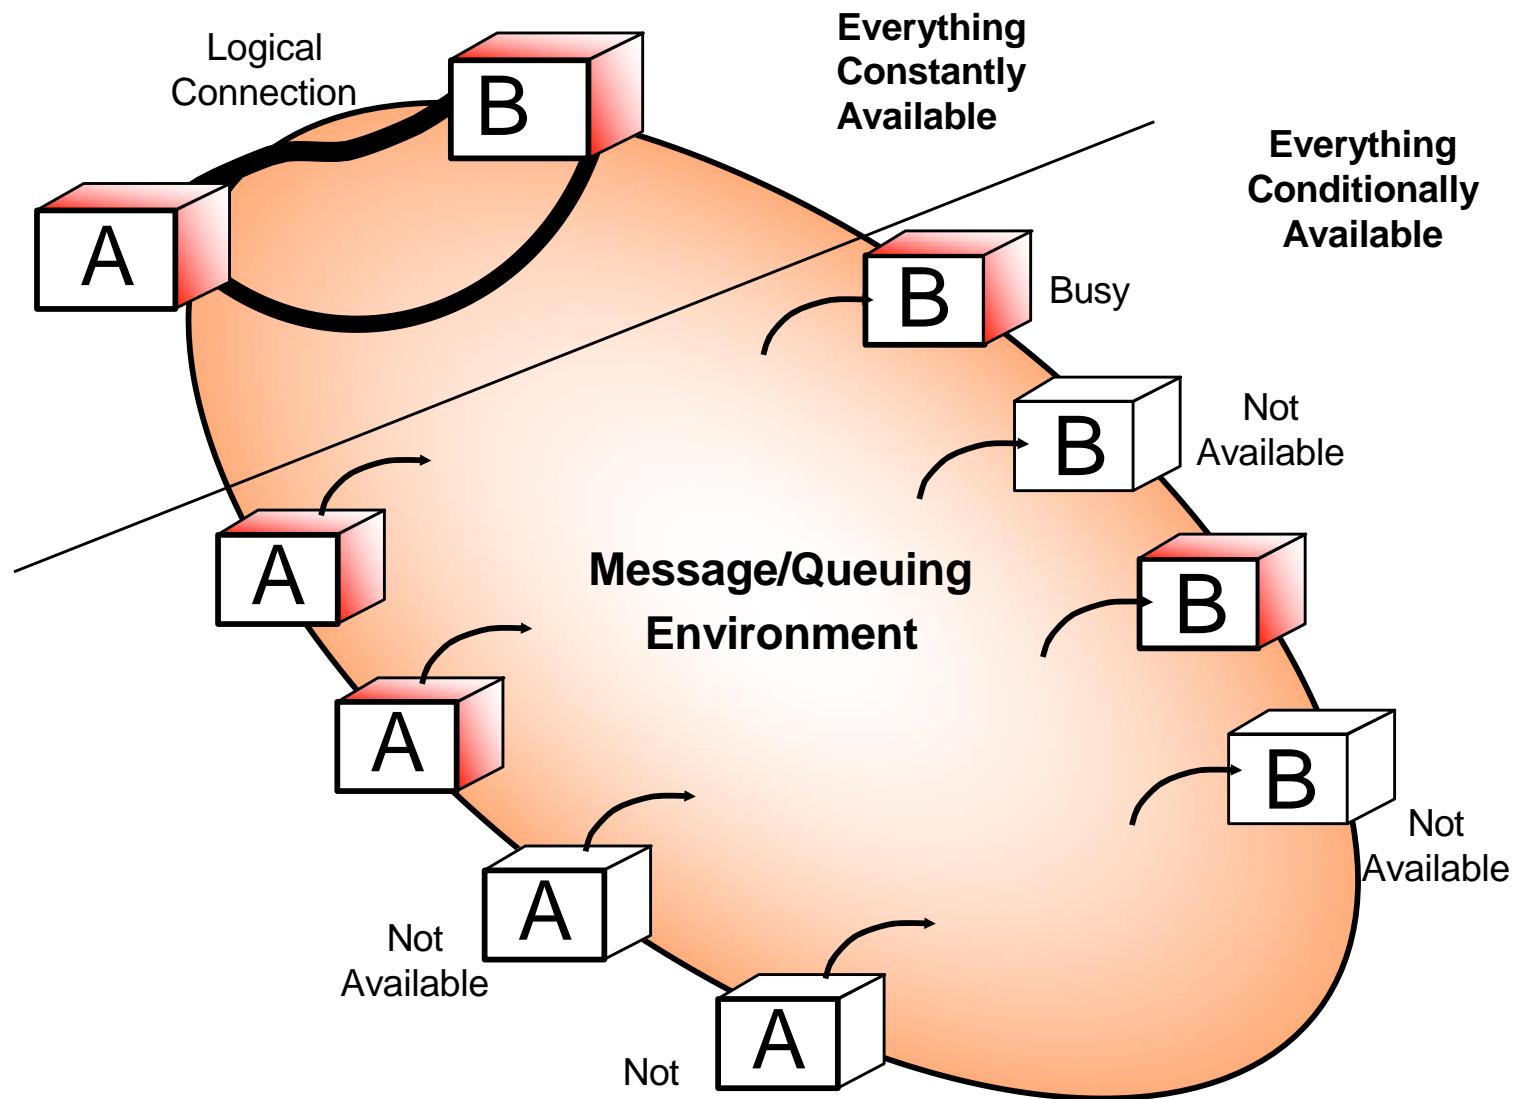 Logical
Connection
B
A
Everything
Constantly
Available
Everything
Conditionally
Available
B
Busy
B
Not
Available
A
Message/Queuing
Environment
B
A
B
Not
Available
A
Not
Available
A
Not